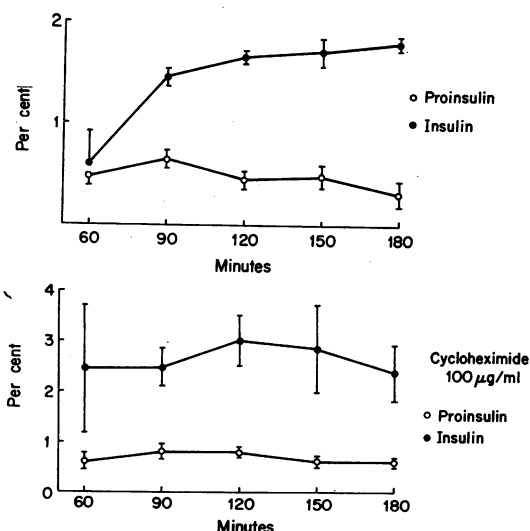 2
Per cent
1
Proinsulin
Insulin
60 90 120 150 180
Minutes
4
3
Per cent
2
1
0
Cycloheximide
100 μg/ml
Proinsulin
Insulin
60 90 120 150 180
Minutes